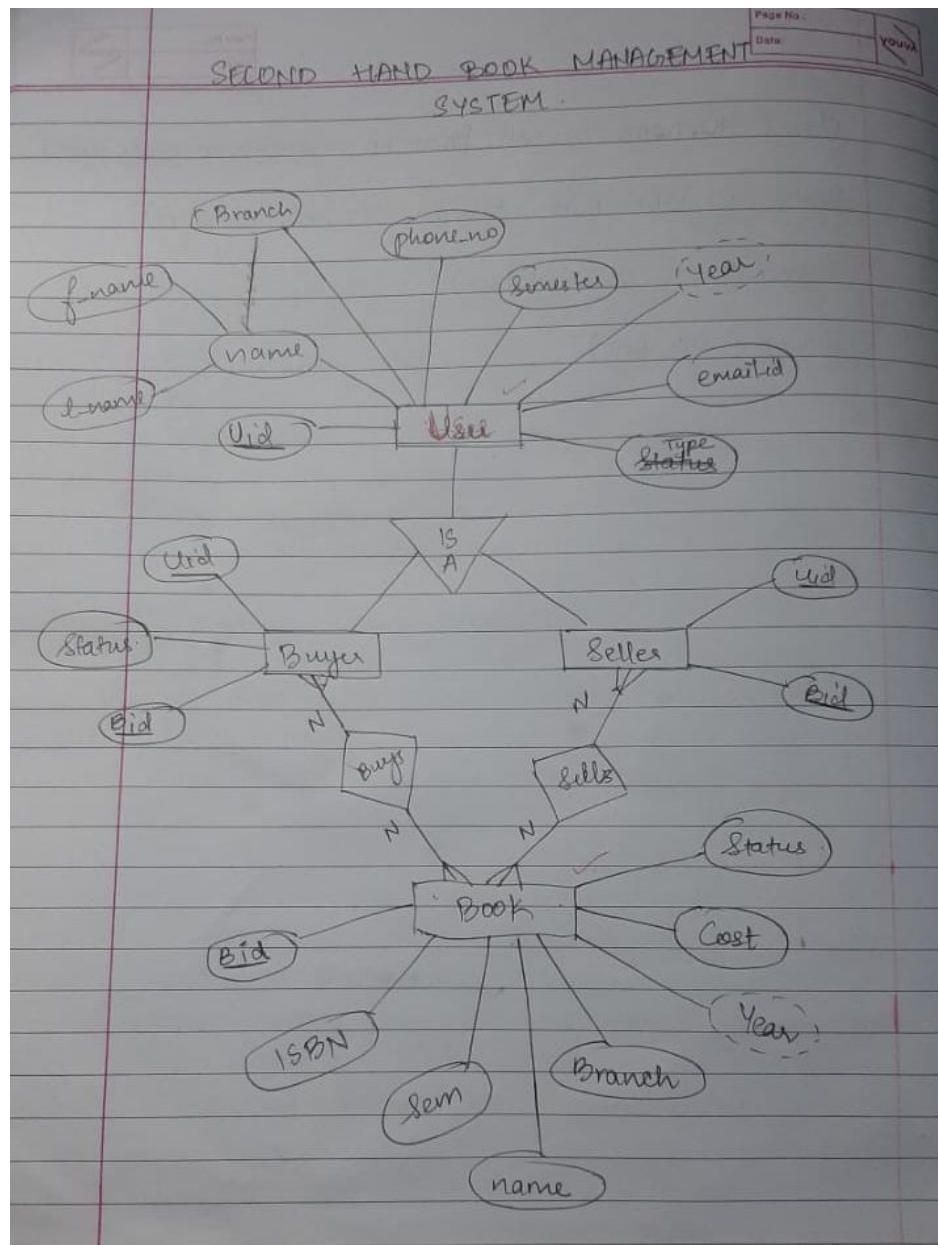 Page No.:
Date:
youva
SECOND HAND BOOK MANAGEMENT
SYSTEM.
Branch
phone_no
Semester
Year
f_name
name
email_id
l_name
Uid
User
Type
Status
IS
A
Uid
Uid
Status.
Buyer
Seller
Bid
Bid
N
N
Buys
Sells
N
N
Status
Book
Cost
Bid
Year
ISBN
Sem
Branch
name